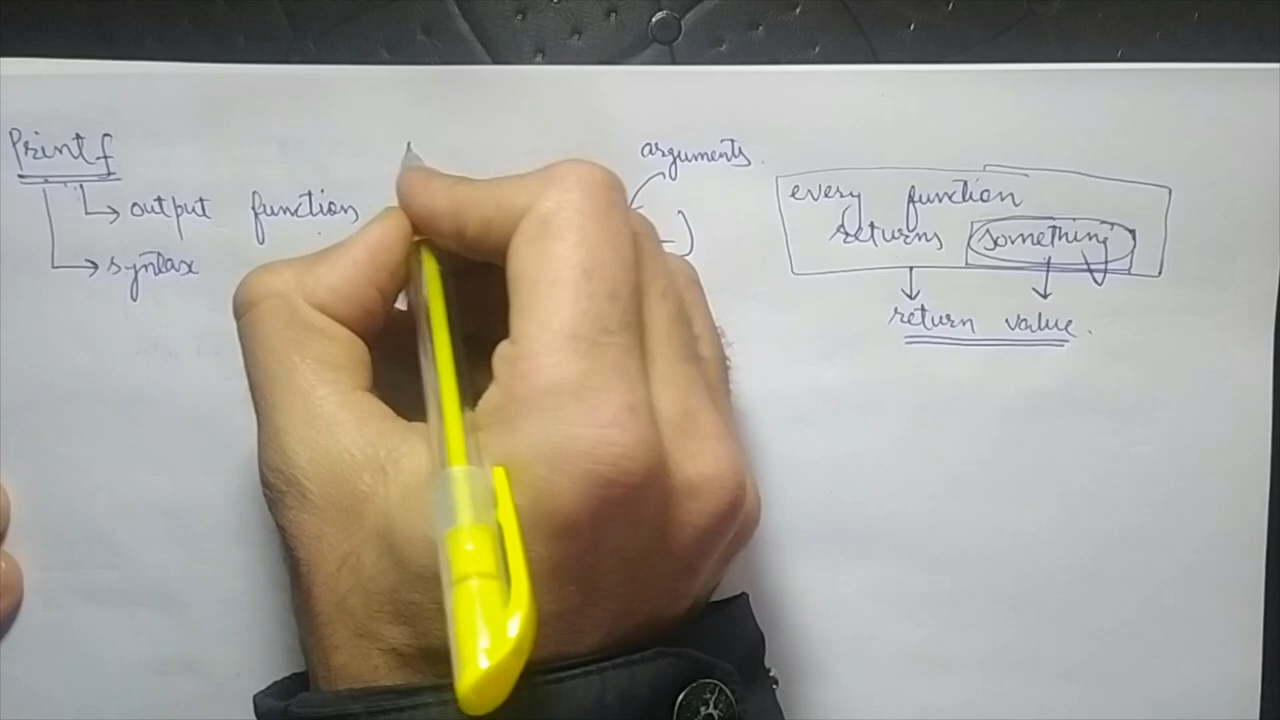 Printf
output function
syntax
arguments.
)
every function
returns something
return value.